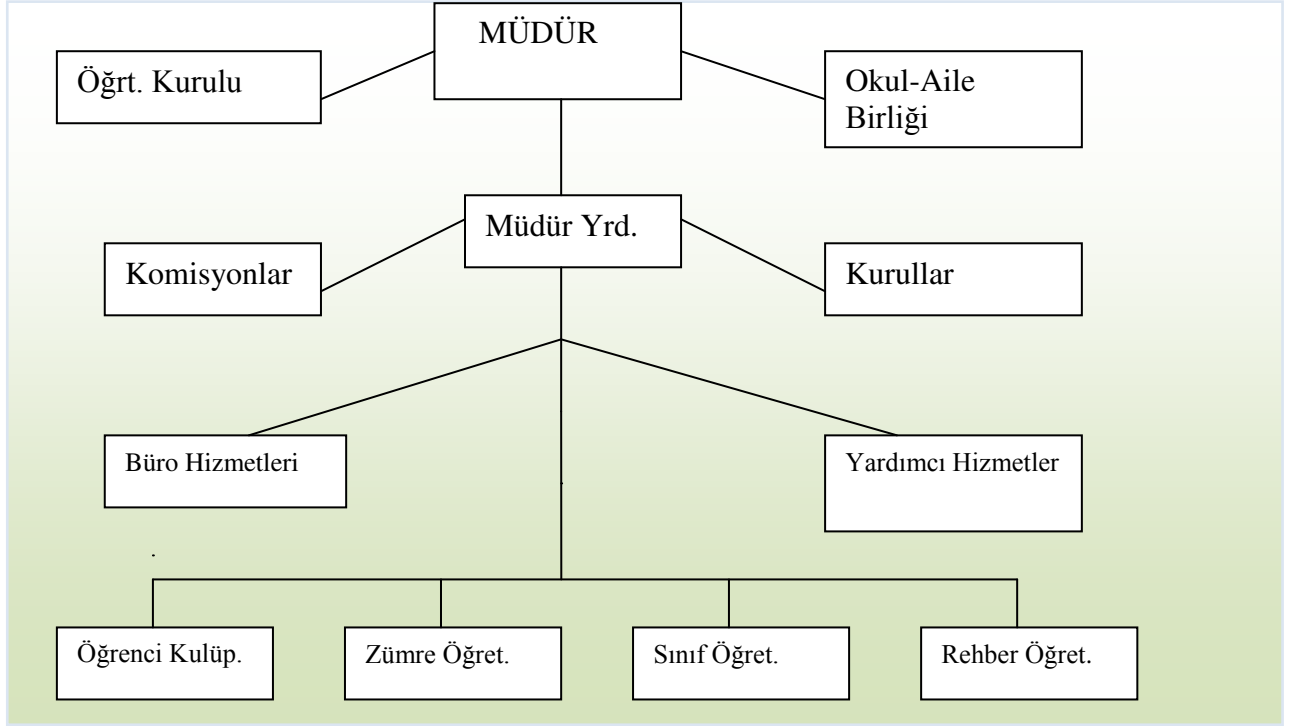 MÜDÜR
Öğrt. Kurulu
Okul-Aile
Birliği
Müdür Yrd.
Komisyonlar
Kurullar
Büro Hizmetleri
Yardımcı Hizmetler
Öğrenci Kulüp.
Zümre Öğret.
Sınıf Öğret.
Rehber Öğret.